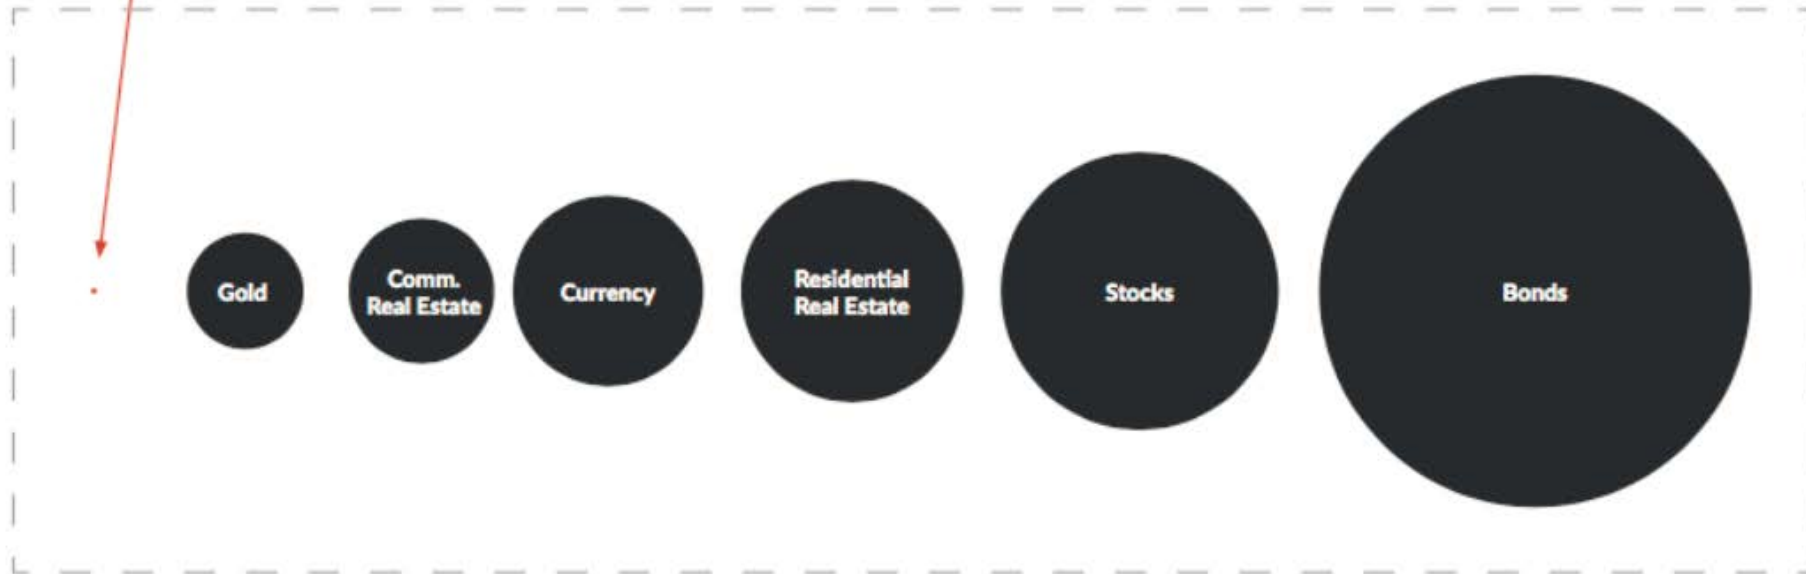 Gold
Comm.
Real Estate
Currency
Residential
Real Estate
Stocks
Bonds